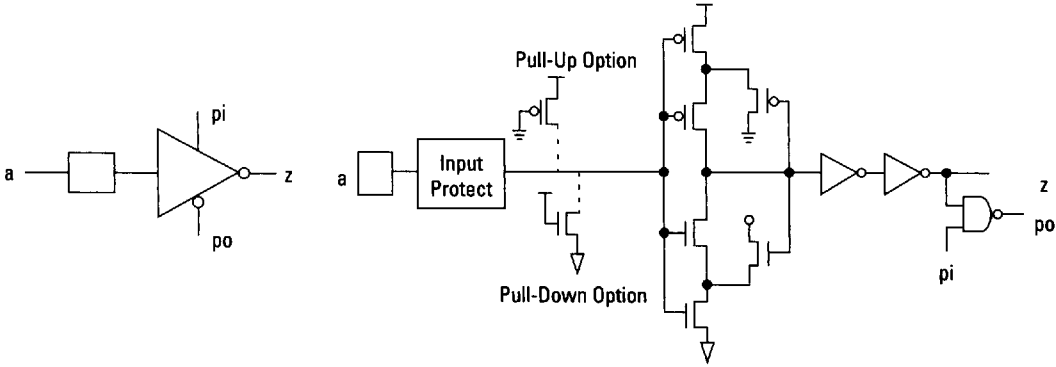 pi
a
z
po
Pull-Up Option
a
Input
Protect
Pull-Down Option
z
po
pi